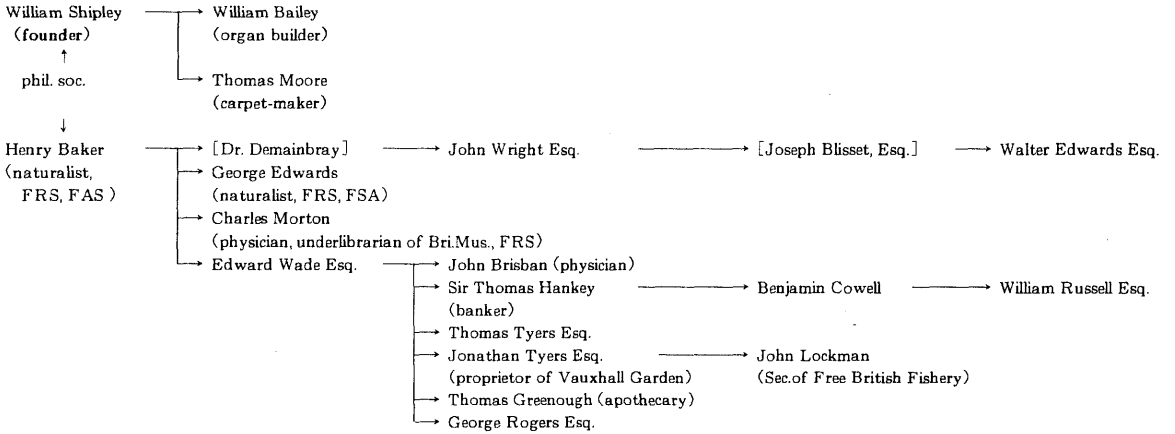 William Shipley → William Bailey
(founder) (organ builder)
↑
phil. soc. → Thomas Moore
(carpet-maker)
↓
Henry Baker → [Dr. Demainbray] → John Wright Esq. → [Joseph Blisset, Esq.] → Walter Edwards Esq.
(naturalist, → George Edwards
FRS, FAS ) (naturalist, FRS, FSA)
→ Charles Morton
(physician, underlibrarian of Bri.Mus., FRS)
→ Edward Wade Esq. → John Brisban (physician)
→ Sir Thomas Hankey → Benjamin Cowell → William Russell Esq.
(banker)
→ Thomas Tyers Esq.
→ Jonathan Tyers Esq. → John Lockman
(proprietor of Vauxhall Garden) (Sec.of Free British Fishery)
→ Thomas Greenough (apothecary)
→ George Rogers Esq.